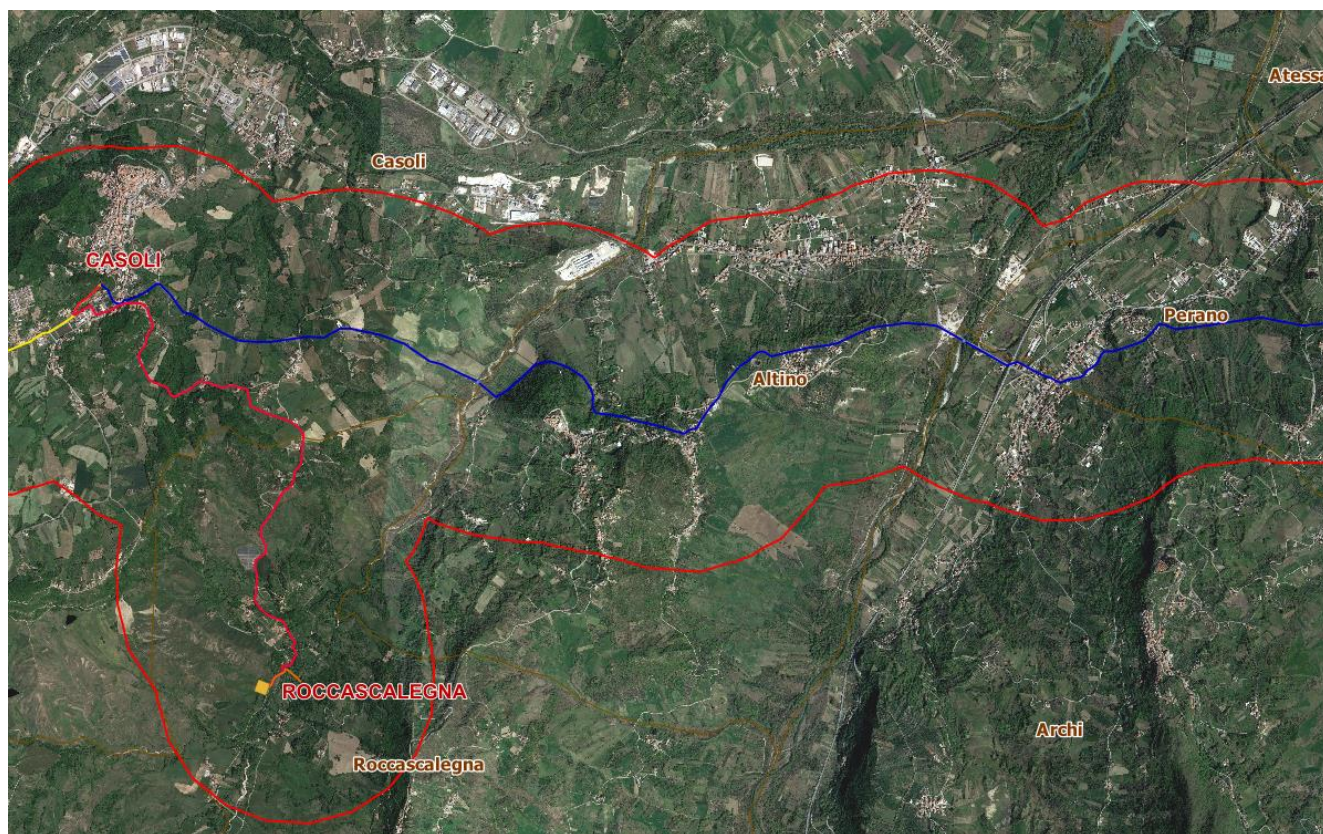 Atessa
Casoli
CASOLI
Perano
Altino
ROCCASCALEGNA
Archi
Roccascalegna